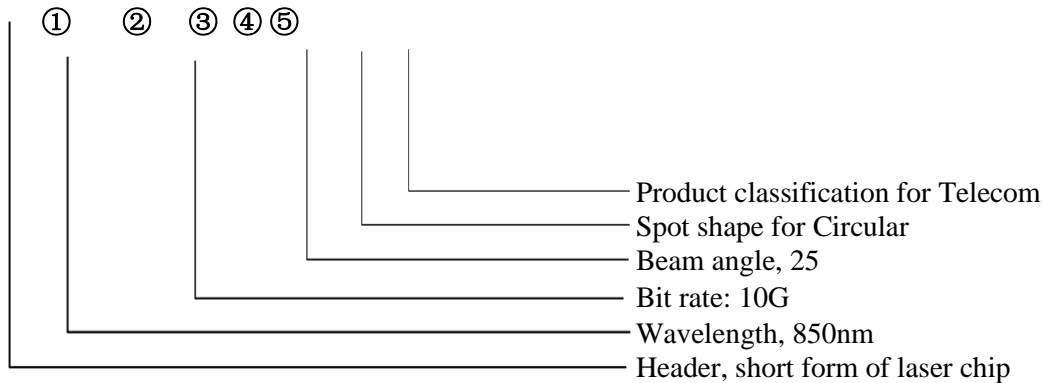 ① ② ③ ④ ⑤
Product classification for Telecom
Spot shape for Circular
Beam angle, 25
Bit rate: 10G
Wavelength, 850nm
Header, short form of laser chip